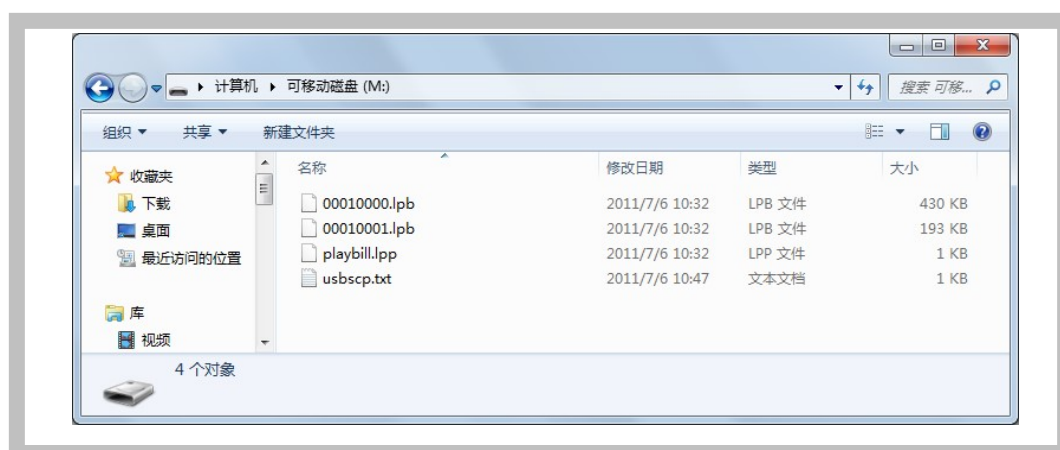 计算机 可移动磁盘 (M:) 搜索 可移...
组织 共享 新建文件夹
收藏夹
下载
桌面
最近访问的位置
库
视频
名称 修改日期 类型 大小
00010000.lpb 2011/7/6 10:32 LPB 文件 430 KB
00010001.lpb 2011/7/6 10:32 LPB 文件 193 KB
playbill.lpp 2011/7/6 10:32 LPP 文件 1 KB
usbscp.txt 2011/7/6 10:47 文本文档 1 KB
4 个对象